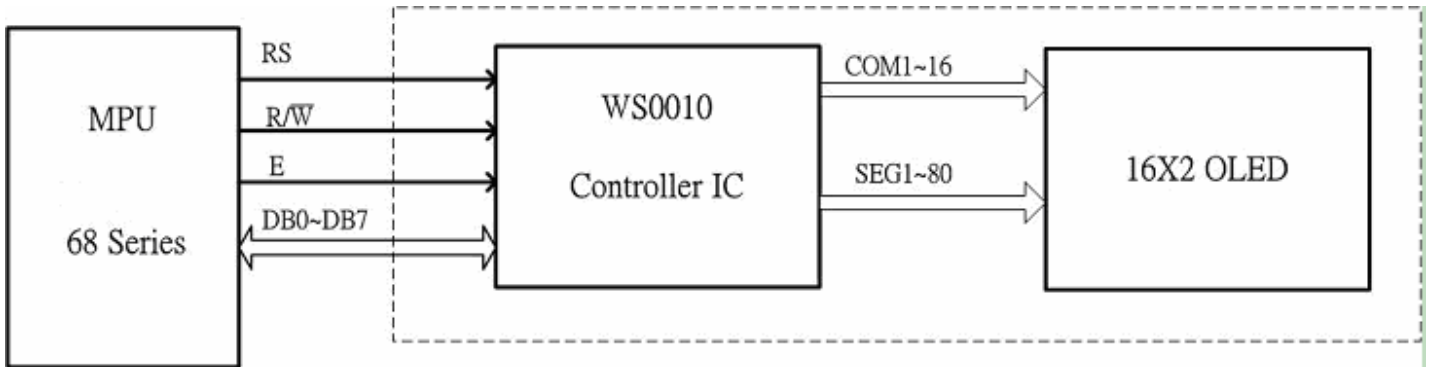 MPU
68 Series
RS
R/W̅
E
DB0~DB7
WS0010
Controller IC
COM1~16
SEG1~80
16X2 OLED